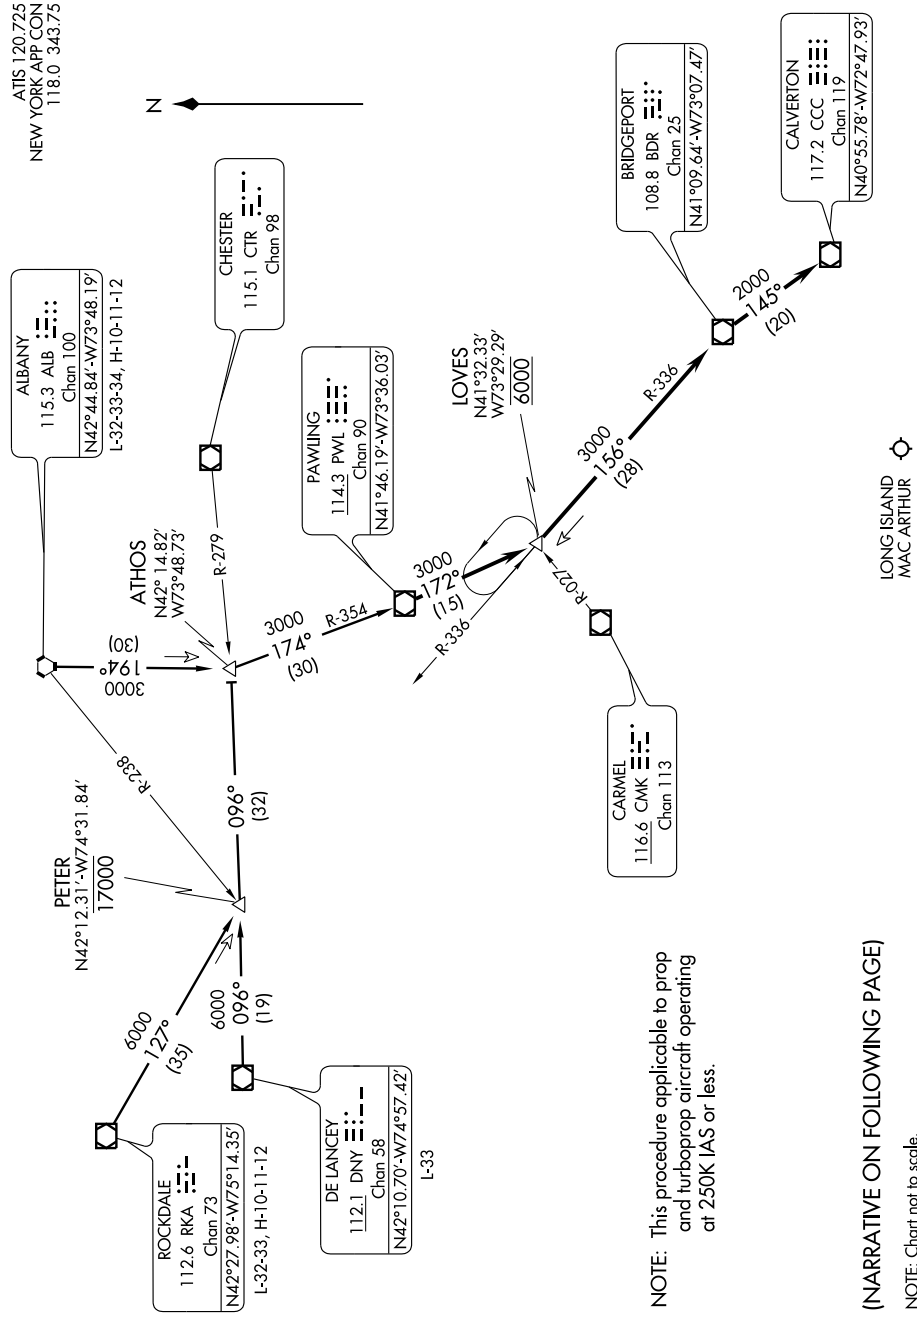 ATIS 120.725
NEW YORK APP CON
118.0 343.75
N
ALBANY
115.3 ALB
Chan 100
N42°44.84'-W73°48.19'
L-32-33-34, H-10-11-12
CHESTER
115.1 CTR
Chan 98
BRIDGEPORT
108.8 BDR
Chan 25
N41°09.64'-W73°07.47'
CALVERTON
117.2 CCC
Chan 119
N40°55.78'-W72°47.93'
PAWLING
114.3 PWL
Chan 90
N41°46.19'-W73°36.03'
LOVES
N41°32.33'
W73°29.29'
6000
ATHOS
N42° 14.82'
W73°48.73'
R-279
3000
194°
(30)
3000
174°
(30)
R-354
3000
172°
(15)
R-336
R-027
3000
156°
(28)
R-336
2000
145°
(20)
LONG ISLAND
MAC ARTHUR
R-238
096°
(32)
PETER
N42°12.31'-W74°31.84'
17000
CARMEL
116.6 CMK
Chan 113
6000
127°
(35)
6000
096°
(19)
ROCKDALE
112.6 RKA
Chan 73
N42°27.98'-W75°14.35'
L-32-33, H-10-11-12
DE LANCEY
112.1 DNY
Chan 58
N42°10.70'-W74°57.42'
L-33
NOTE: This procedure applicable to prop
and turboprop aircraft operating
at 250K IAS or less.
(NARRATIVE ON FOLLOWING PAGE)
NOTE: Chart not to scale.